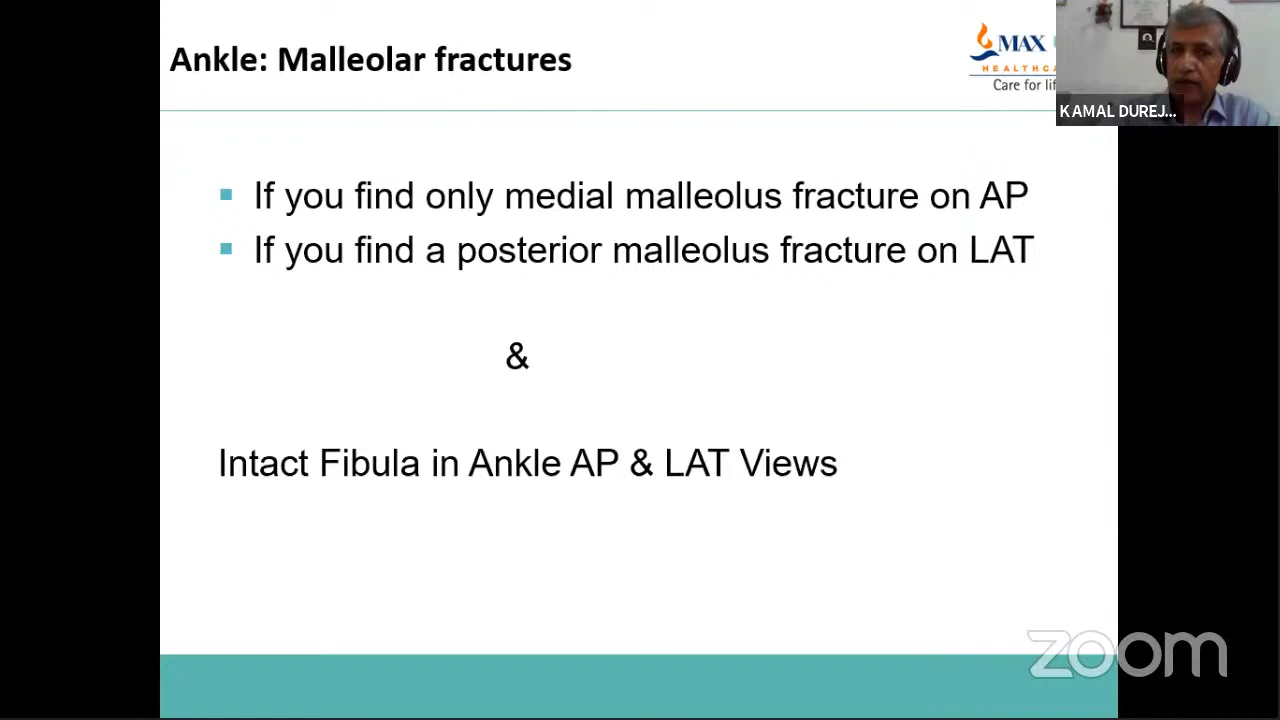 Ankle: Malleolar fractures
MAX
HEALTHCA
Care for lif
KAMAL DUREJ...
If you find only medial malleolus fracture on AP
If you find a posterior malleolus fracture on LAT
&
Intact Fibula in Ankle AP & LAT Views
zoom